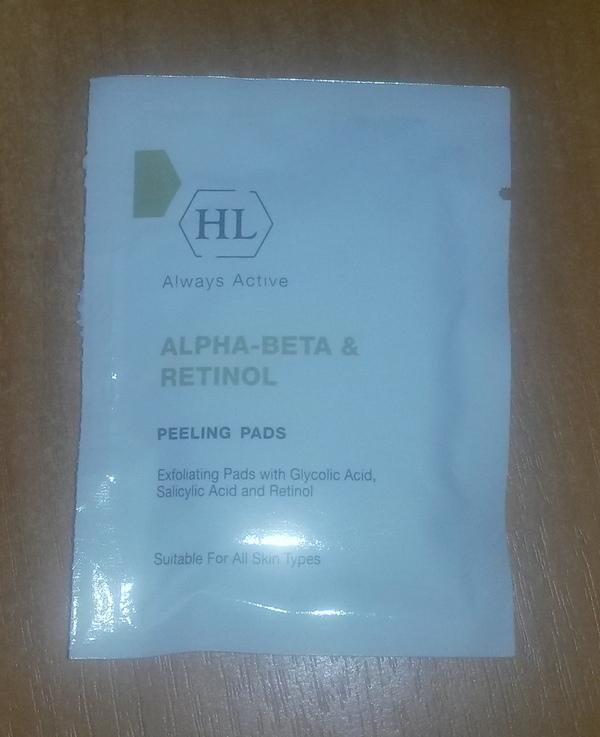 HL
Always Active
ALPHA-BETA &
RETINOL
PEELING PADS
Exfoliating Pads with Glycolic Acid,
Salicylic Acid and Retinol
Suitable For All Skin Types